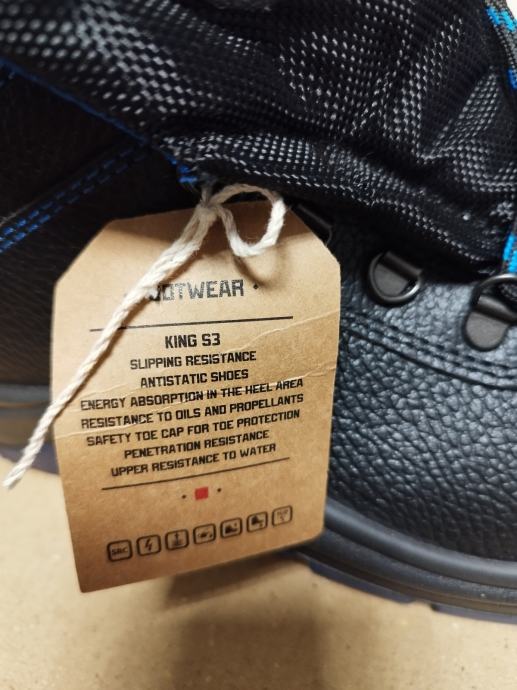 • FOOTWEAR •
KING S3
SLIPPING RESISTANCE
ANTISTATIC SHOES
ENERGY ABSORPTION IN THE HEEL AREA
RESISTANCE TO OILS AND PROPELLANTS
SAFETY TOE CAP FOR TOE PROTECTION
PENETRATION RESISTANCE
UPPER RESISTANCE TO WATER
SRC